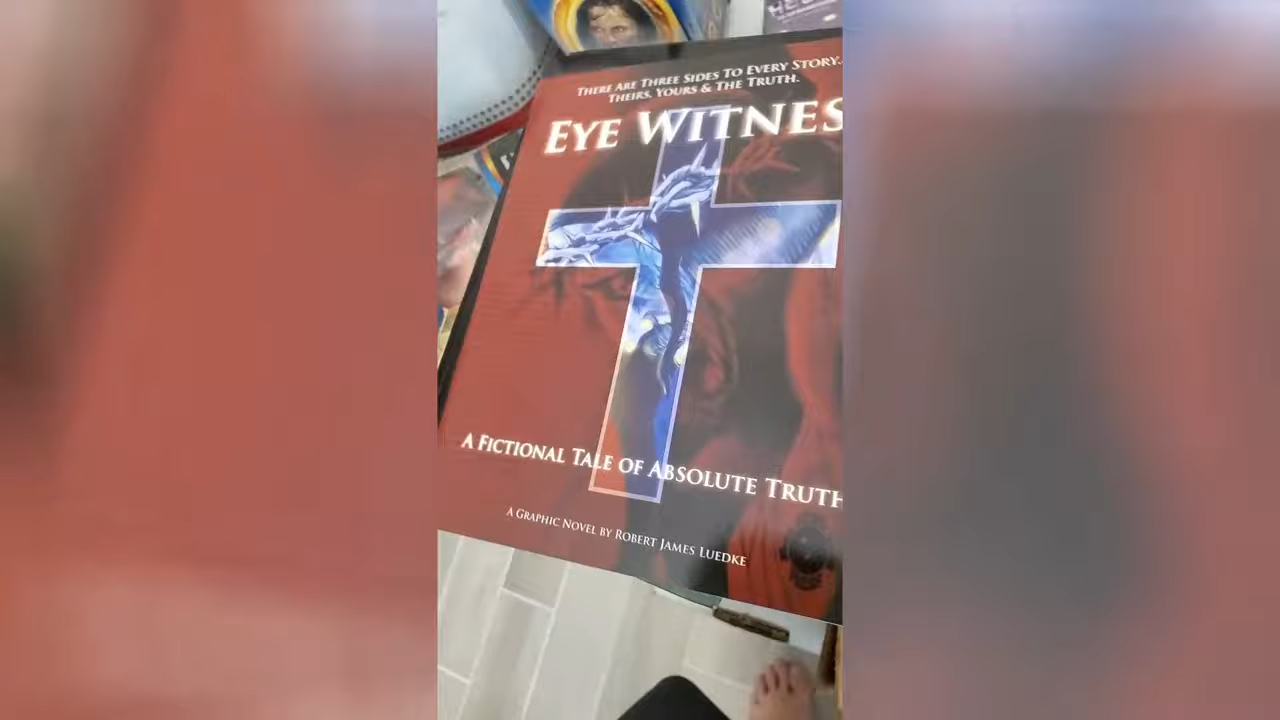 THERE ARE THREE SIDES TO EVERY STORY.
THEIRS, YOURS & THE TRUTH.
EYE WITNES
A FICTIONAL TALE OF ABSOLUTE TRUTH
A GRAPHIC NOVEL BY ROBERT JAMES LUEDKE